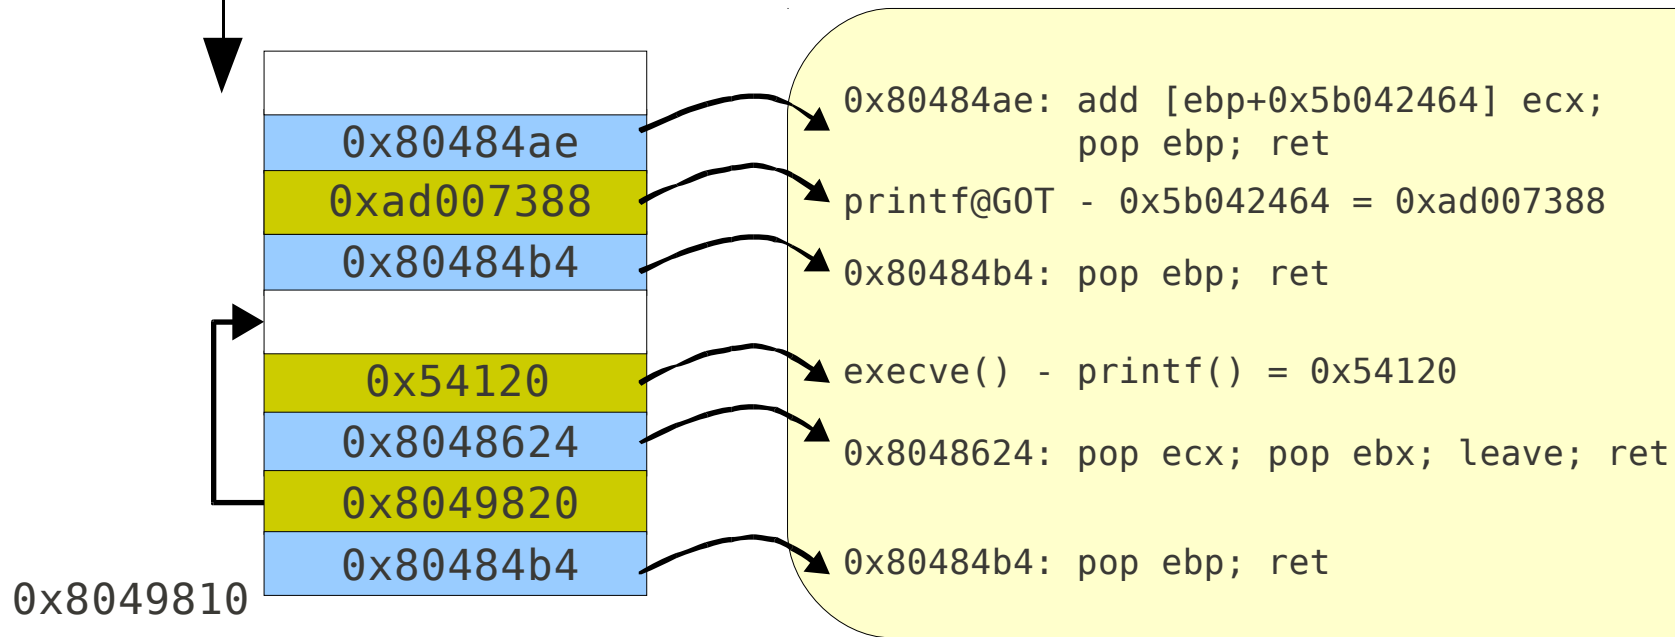 0x80484ae
0xad007388
0x80484b4
0x54120
0x8048624
0x8049820
0x80484b4
0x8049810
0x80484ae: add [ebp+0x5b042464] ecx;
pop ebp; ret
printf@GOT - 0x5b042464 = 0xad007388
0x80484b4: pop ebp; ret
execve() - printf() = 0x54120
0x8048624: pop ecx; pop ebx; leave; ret
0x80484b4: pop ebp; ret